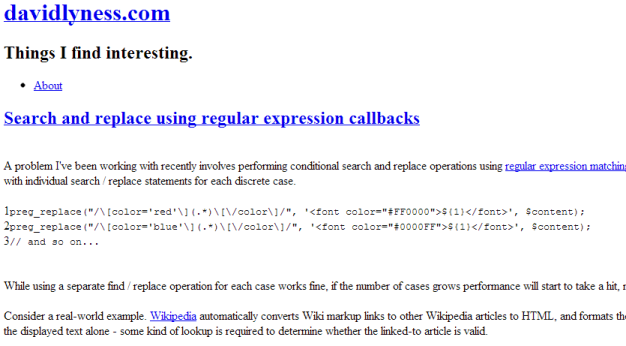 davidlyness.com
Things I find interesting.
About
Search and replace using regular expression callbacks
A problem I've been working with recently involves performing conditional search and replace operations using regular expression matching
with individual search / replace statements for each discrete case.
1preg_replace("/\[color='red'\](.*)\[\/color\]/", '<font color="#FF0000">${1}</font>', $content);
2preg_replace("/\[color='blue'\](.*)\[\/color\]/", '<font color="#0000FF">${1}</font>', $content);
3// and so on...
While using a separate find / replace operation for each case works fine, if the number of cases grows performance will start to take a hit,
Consider a real-world example. Wikipedia automatically converts Wiki markup links to other Wikipedia articles to HTML, and formats
the displayed text alone - some kind of lookup is required to determine whether the linked-to article is valid.